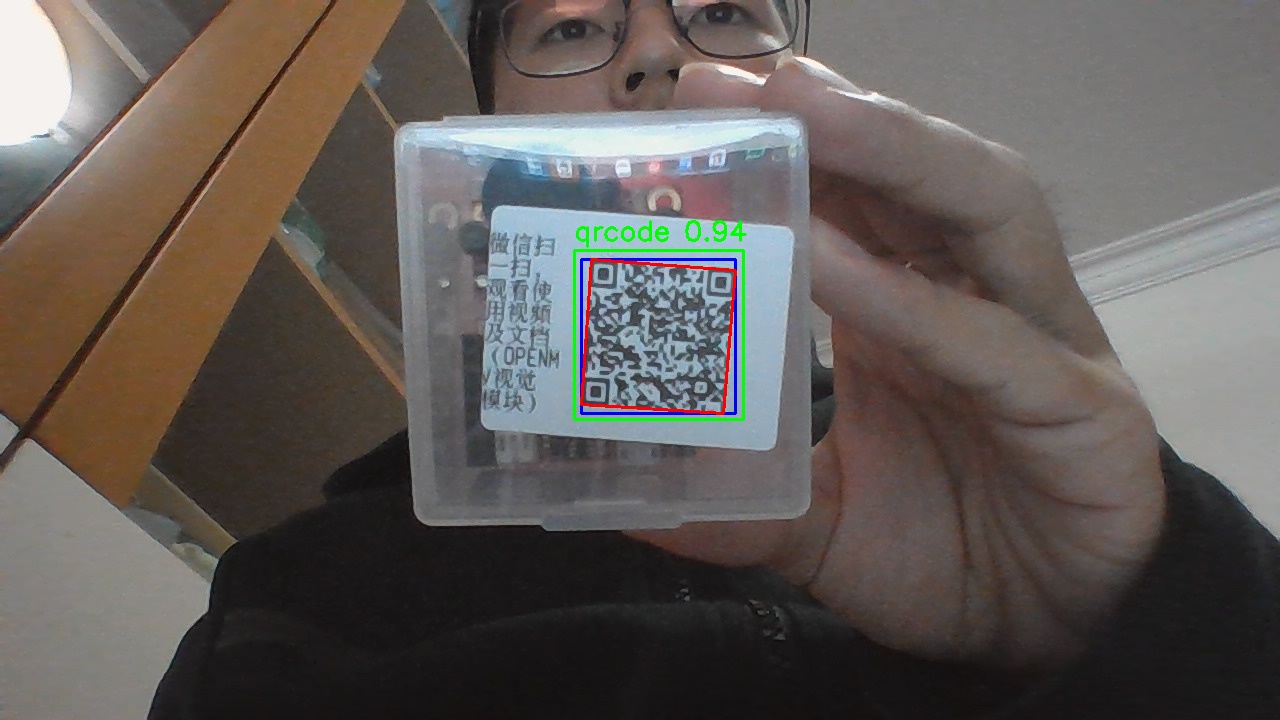 qrcode 0.94
微信扫
一扫，
观看使
用视频
及文档
（OPENM
V视觉
模块）